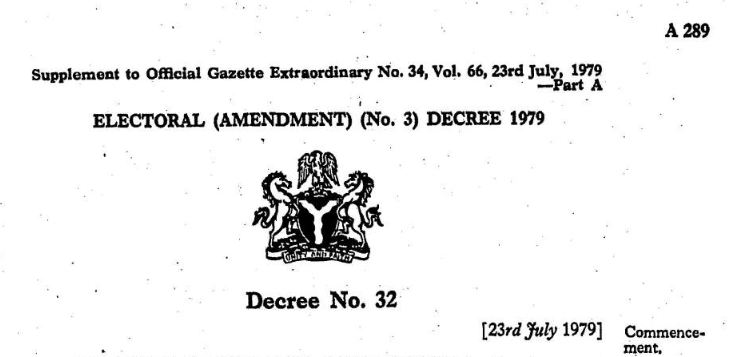 A 289
Supplement to Official Gazette Extraordinary No. 34, Vol. 66, 23rd July, 1979
—Part A
ELECTORAL (AMENDMENT) (No. 3) DECREE 1979
UNITY AND FAITH
Decree No. 32
[23rd July 1979]
Commence-
ment.